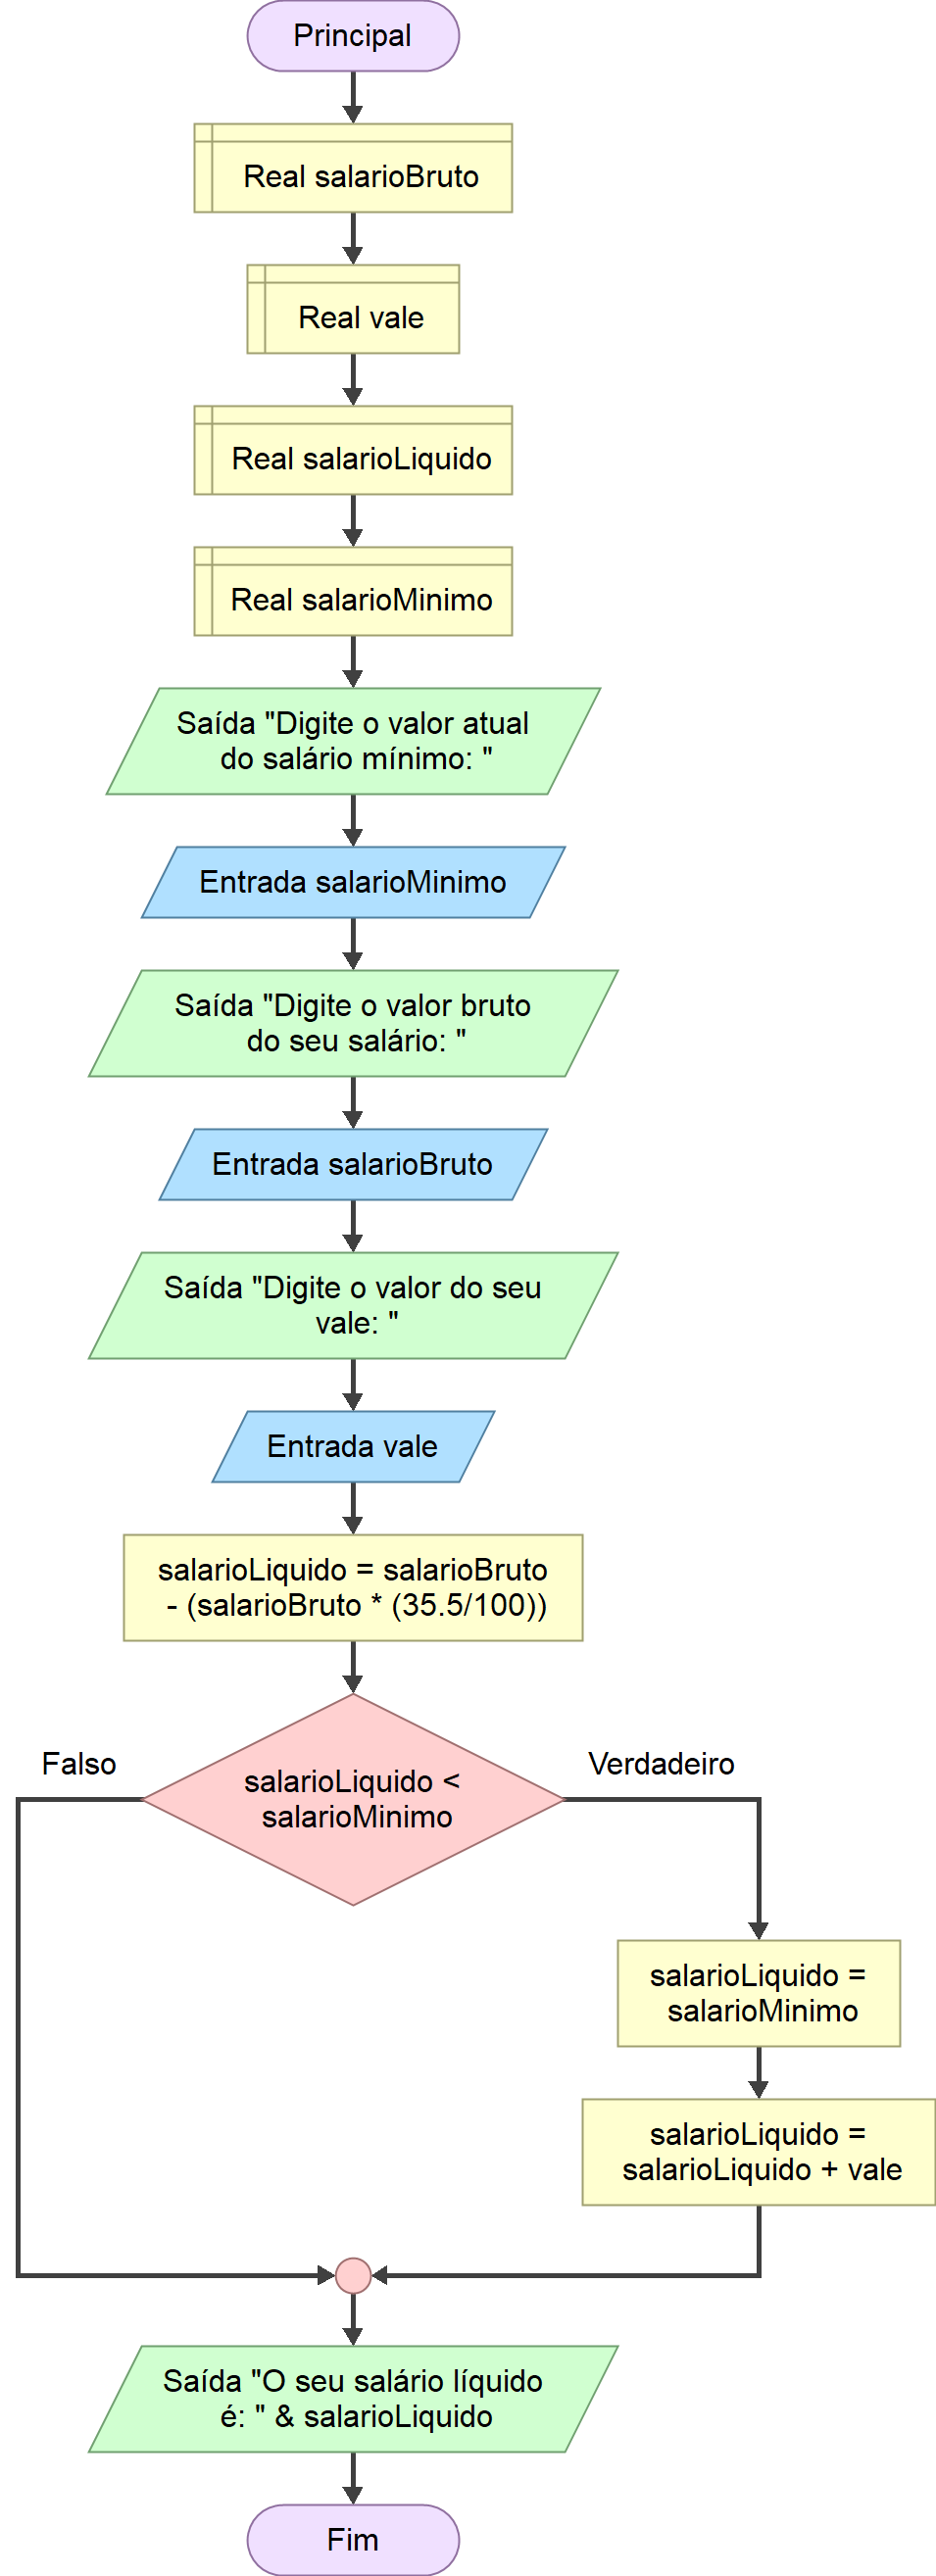 Principal
Real salarioBruto
Real vale
Real salarioLiquido
Real salarioMinimo
Saída "Digite o valor atual
do salário mínimo: "
Entrada salarioMinimo
Saída "Digite o valor bruto
do seu salário: "
Entrada salarioBruto
Saída "Digite o valor do seu
vale: "
Entrada vale
salarioLiquido = salarioBruto
- (salarioBruto * (35.5/100))
Falso
Verdadeiro
salarioLiquido <
salarioMinimo
salarioLiquido =
salarioMinimo
salarioLiquido =
salarioLiquido + vale
Saída "O seu salário líquido
é: " & salarioLiquido
Fim